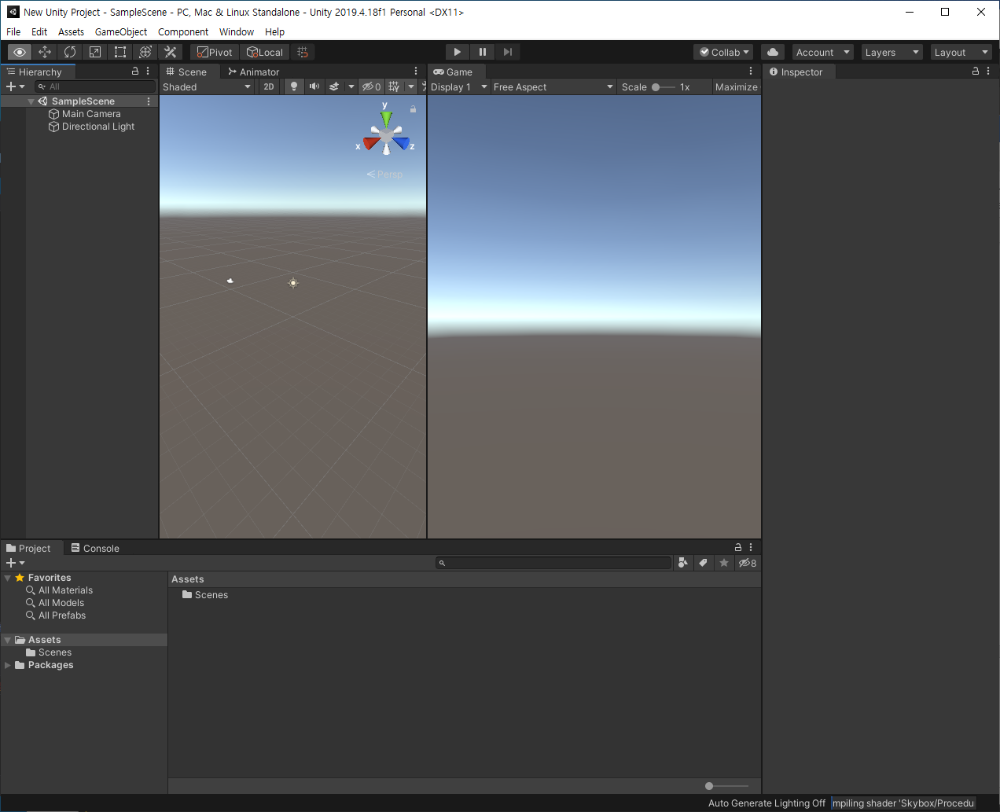 New Unity Project - SampleScene - PC, Mac & Linux Standalone - Unity 2019.4.18f1 Personal <DX11>
File Edit Assets GameObject Component Window Help
Pivot Local Collab Account Layers Layout
Hierarchy
All
SampleScene
Main Camera
Directional Light
Scene Animator
Shaded 2D 0
y
x z
Persp
Game
Display 1 Free Aspect Scale 1x Maximize
Inspector
Project Console
8
Favorites
All Materials
All Models
All Prefabs
Assets
Scenes
Packages
Assets
Scenes
Auto Generate Lighting Off mpiling shader 'Skybox/Procedu